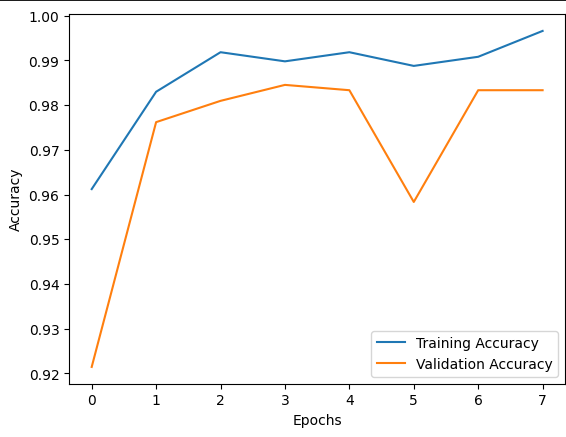 1.00
0.99
0.98
0.97
0.96
0.95
0.94
0.93
0.92
Accuracy
Training Accuracy
Validation Accuracy
0 1 2 3 4 5 6 7
Epochs